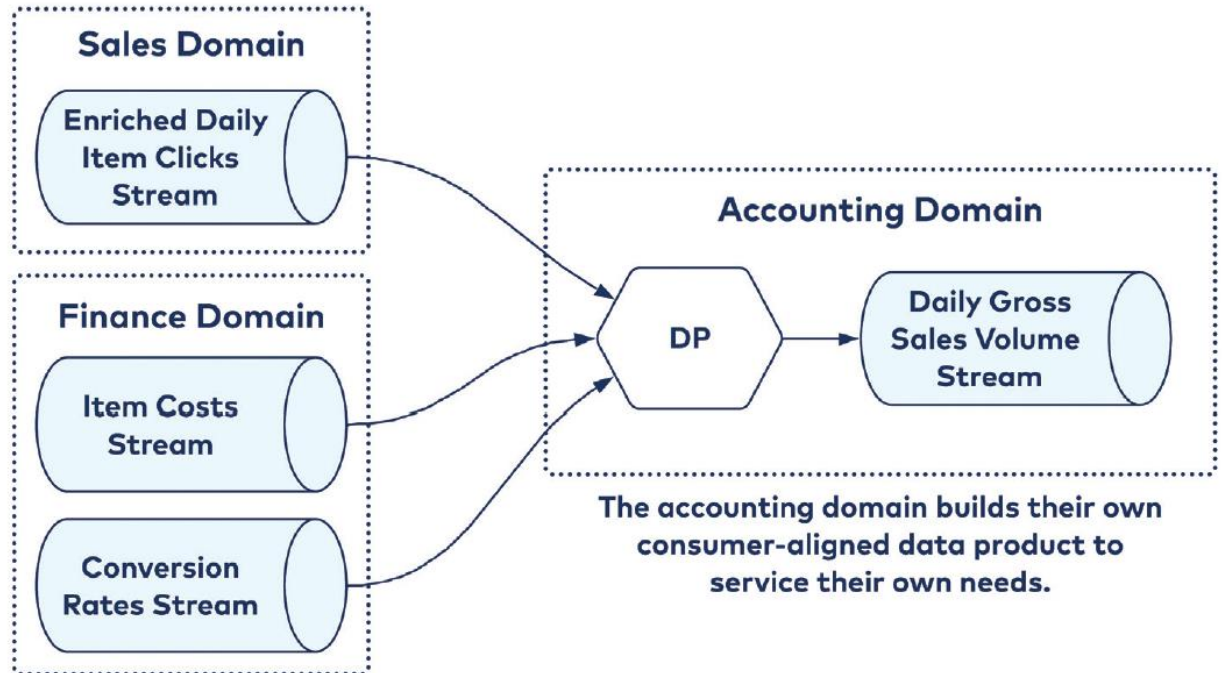 Sales Domain
Enriched Daily
Item Clicks
Stream
Finance Domain
Item Costs
Stream
Conversion
Rates Stream
Accounting Domain
DP
Daily Gross
Sales Volume
Stream
The accounting domain builds their own
consumer-aligned data product to
service their own needs.